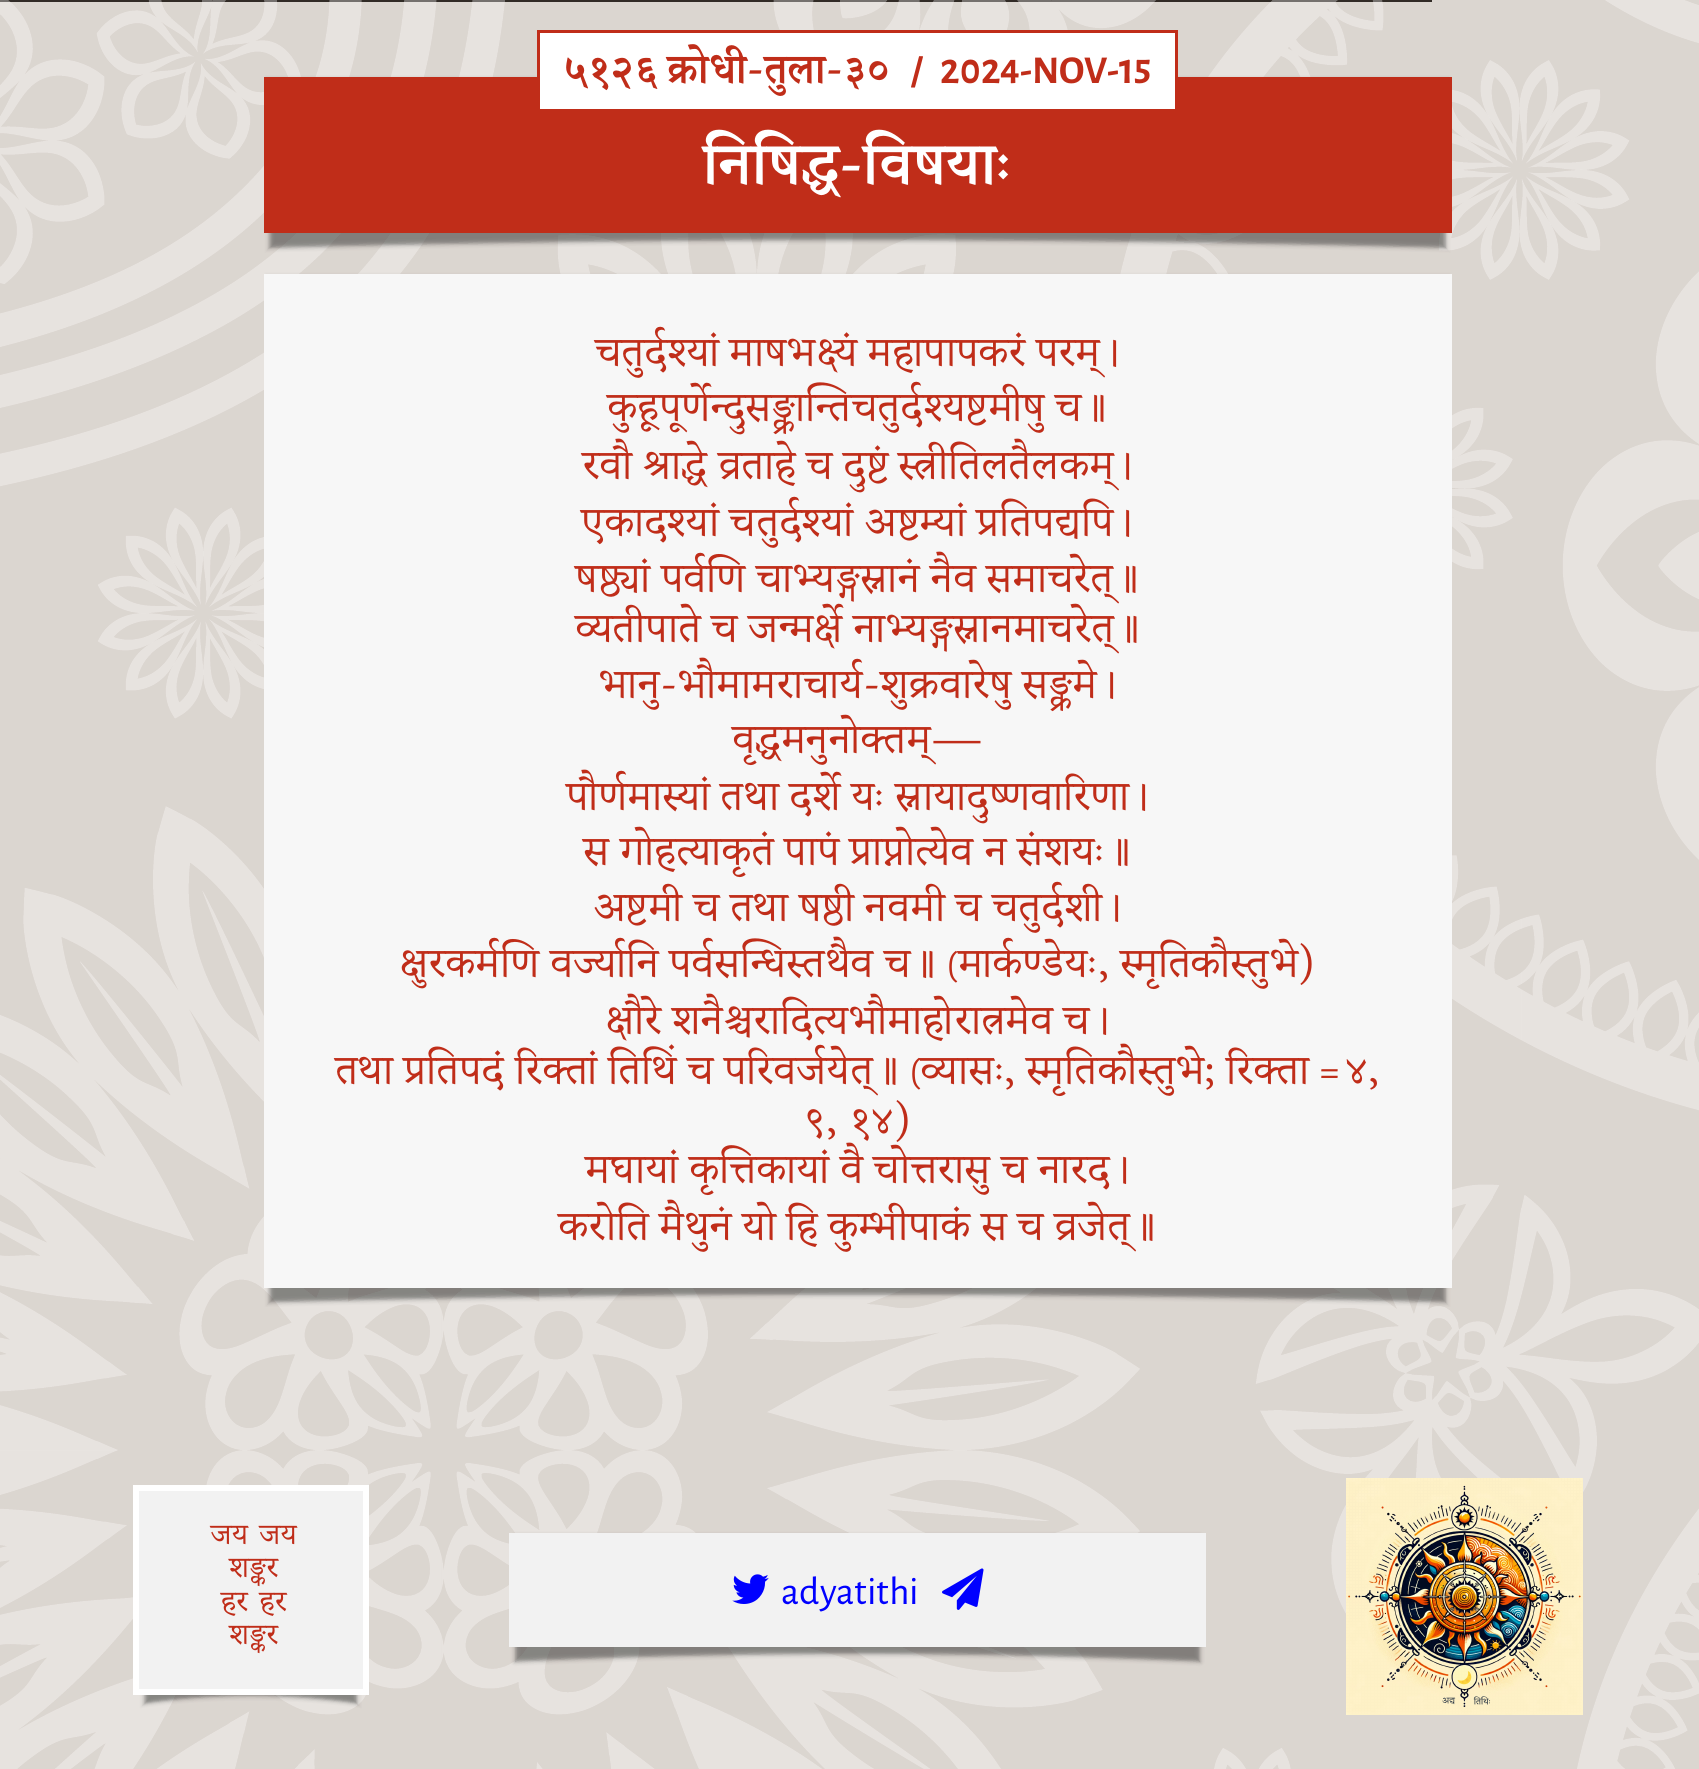 ५१२६ क्रोधी-तुला-३० / 2024-NOV-15
निषिद्ध-विषयाः
चतुर्दश्यां माषभक्ष्यं महापापकरं परम्।
कुहूपूर्णेन्दुसङ्क्रान्तिचतुर्दश्यष्टमीषु च॥
रवौ श्राद्धे व्रताहे च दुष्टं स्त्रीतिलतैलकम्।
एकादश्यां चतुर्दश्यां अष्टम्यां प्रतिपद्यपि।
षष्ठ्यां पर्वणि चाभ्यङ्गस्नानं नैव समाचरेत्॥
व्यतीपाते च जन्मर्क्षे नाभ्यङ्गस्नानमाचरेत्॥
भानु-भौमामराचार्य-शुक्रवारेषु सङ्क्रमे।
वृद्धमनुनोक्तम्—
पौर्णमास्यां तथा दर्शे यः स्नायादुष्णवारिणा।
स गोहत्याकृतं पापं प्राप्नोत्येव न संशयः॥
अष्टमी च तथा षष्ठी नवमी च चतुर्दशी।
क्षुरकर्मणि वर्ज्यानि पर्वसन्धिस्तथैव च॥ (मार्कण्डेयः, स्मृतिकौस्तुभे)
क्षौरे शनैश्चरादित्यभौमाहोरात्रमेव च।
तथा प्रतिपदं रिक्तां तिथिं च परिवर्जयेत्॥ (व्यासः, स्मृतिकौस्तुभे; रिक्ता = ४,
९, १४)
मघायां कृत्तिकायां वै चोत्तरासु च नारद।
करोति मैथुनं यो हि कुम्भीपाकं स च व्रजेत्॥
जय जय
शङ्कर
हर हर
शङ्कर
adyatithi
अद्य तिथिः